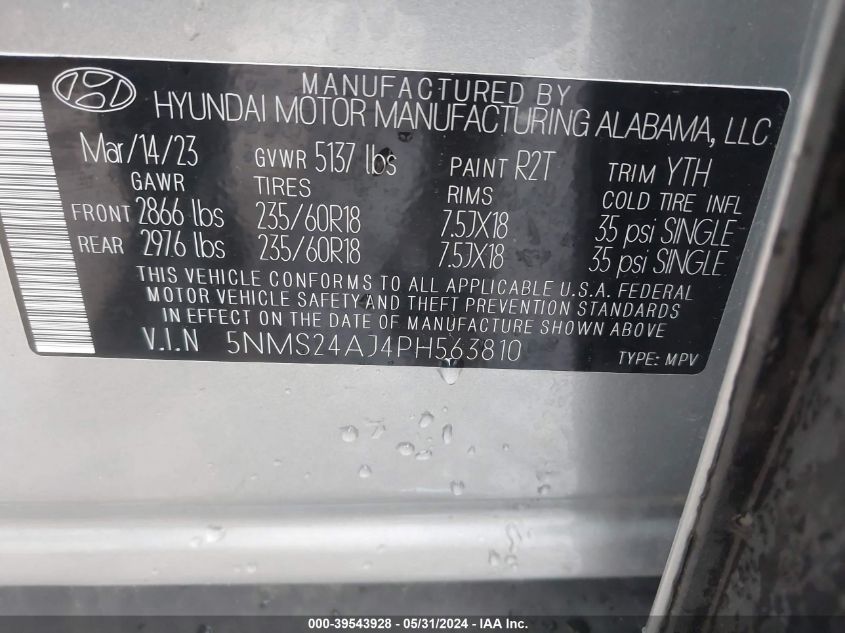 MANUFACTURED BY
HYUNDAI MOTOR MANUFACTURING ALABAMA, LLC
Mar/14/23 GVWR 5137 lbs PAINT R2T TRIM YTH
GAWR TIRES RIMS COLD TIRE INFL
FRONT 2866 lbs 235/60R18 7.5JX18 35 psi SINGLE
REAR 2976 lbs 235/60R18 7.5JX18 35 psi SINGLE
THIS VEHICLE CONFORMS TO ALL APPLICABLE U.S.A. FEDERAL
MOTOR VEHICLE SAFETY AND THEFT PREVENTION STANDARDS
IN EFFECT ON THE DATE OF MANUFACTURE SHOWN ABOVE
V.I.N 5NMS24AJ4PH563810 TYPE: MPV
000-39543928 - 05/31/2024 - IAA Inc.